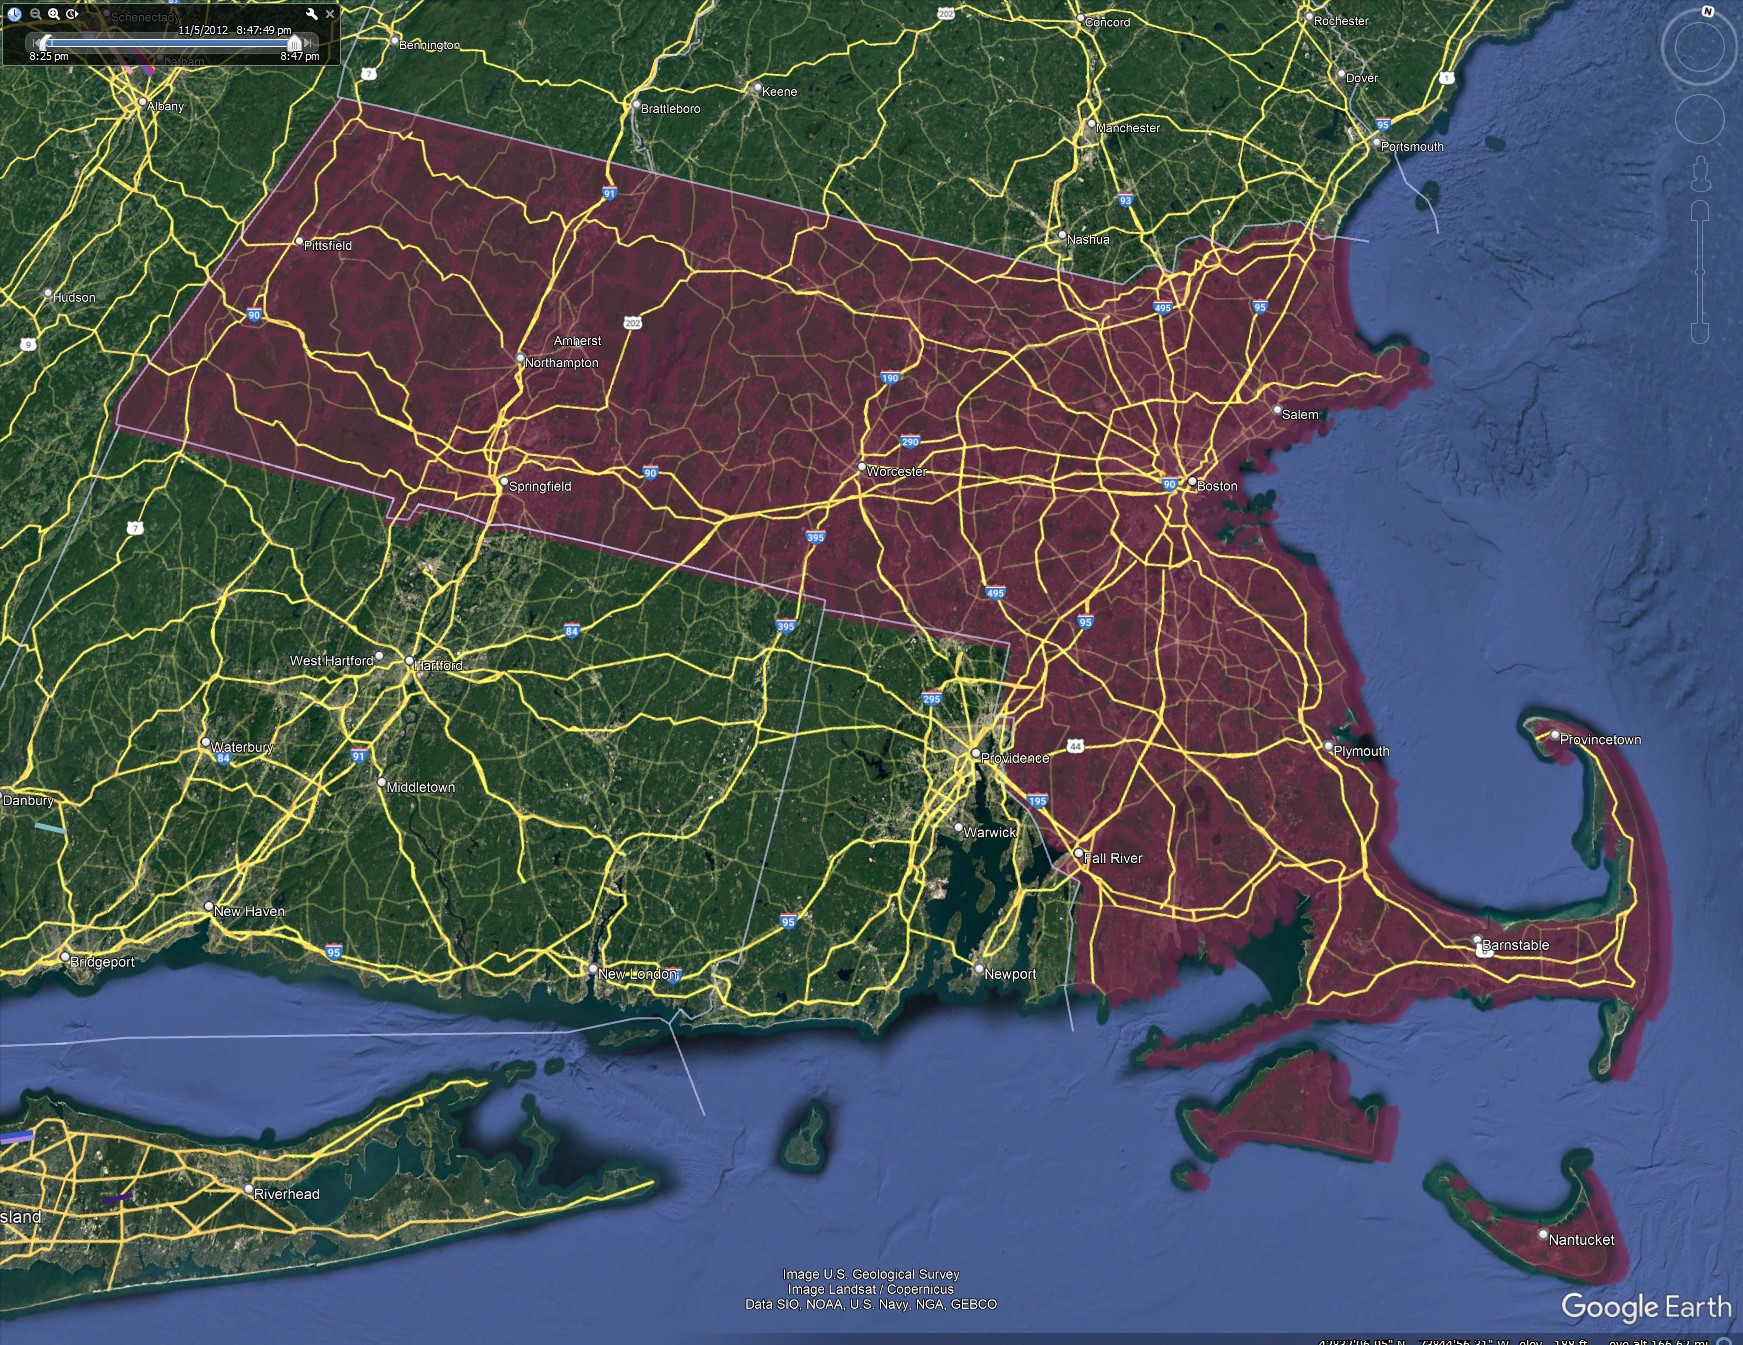 Schenectady
11/5/2012 8:47:49 pm
8:25 pm
8:47 pm
Latham
Albany
Bennington
7
Brattleboro
Keene
202
Concord
Rochester
Dover
1
95
Portsmouth
Manchester
93
Nashua
91
Pittsfield
Hudson
9
90
202
Amherst
Northampton
190
495
95
Salem
290
Worcester
90
Springfield
90
Boston
7
395
495
95
84
395
West Hartford
Hartford
295
Waterbury
84
91
Middletown
Danbury
Providence
44
195
Plymouth
Provincetown
Warwick
Fall River
New Haven
95
95
Barnstable
6
Bridgeport
New London
Newport
Riverhead
sland
Nantucket
Image U.S. Geological Survey
Image Landsat / Copernicus
Data SIO, NOAA, U.S. Navy, NGA, GEBCO
Google Earth
N